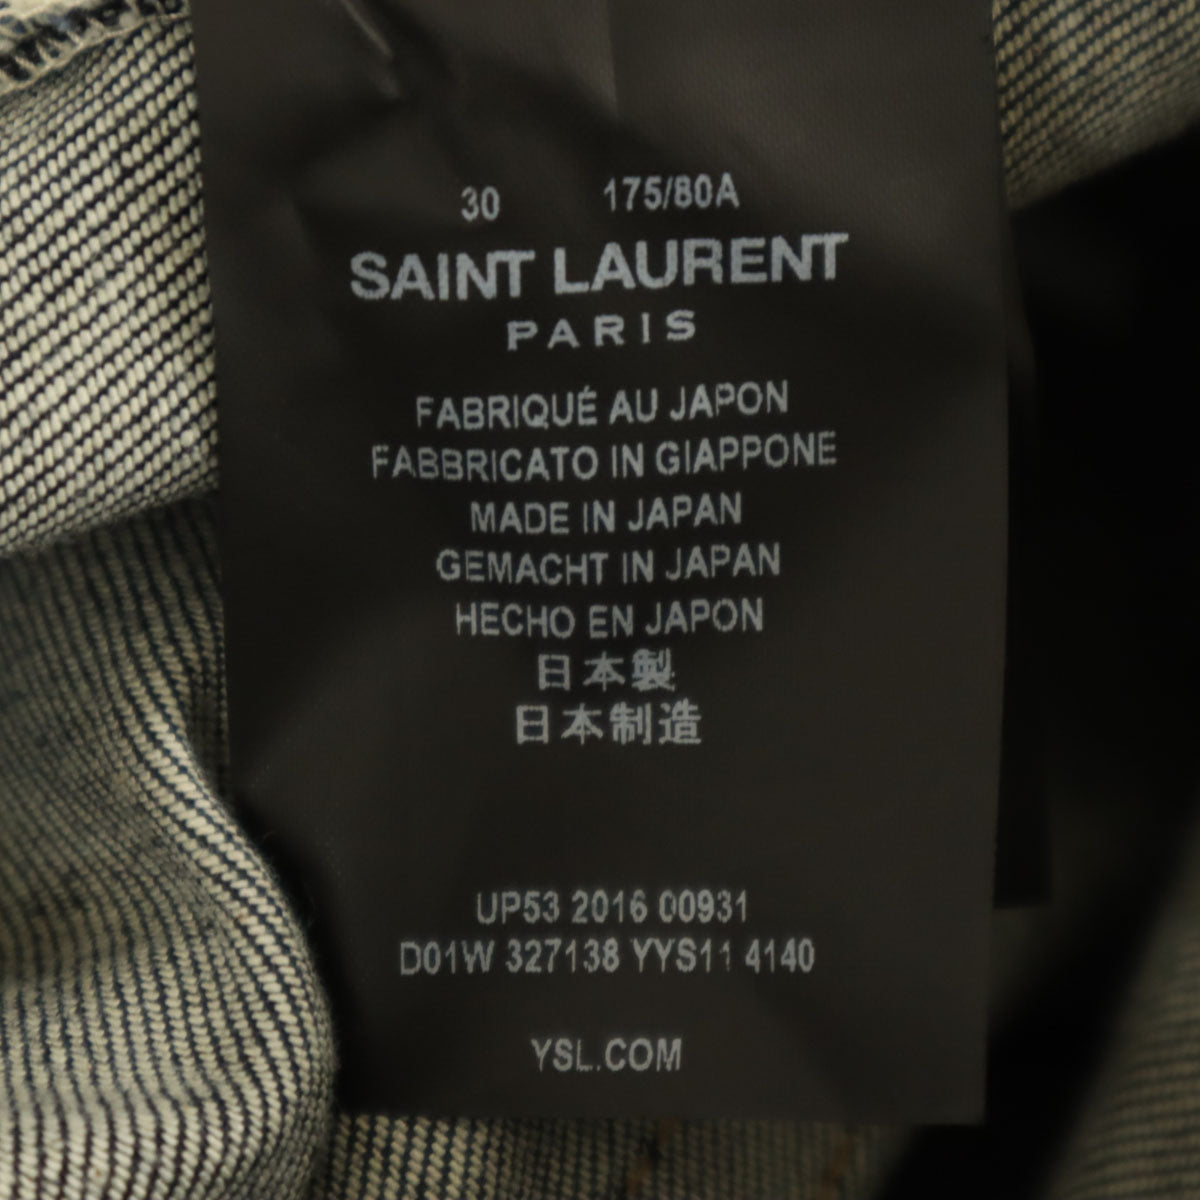 30 175/80A
SAINT LAURENT
PARIS
FABRIQUÉ AU JAPON
FABBRICATO IN GIAPPONE
MADE IN JAPAN
GEMACHT IN JAPAN
HECHO EN JAPON
日本製
日本制造
UP53 2016 00931
D01W 327138 YYS11 4140
YSL.COM